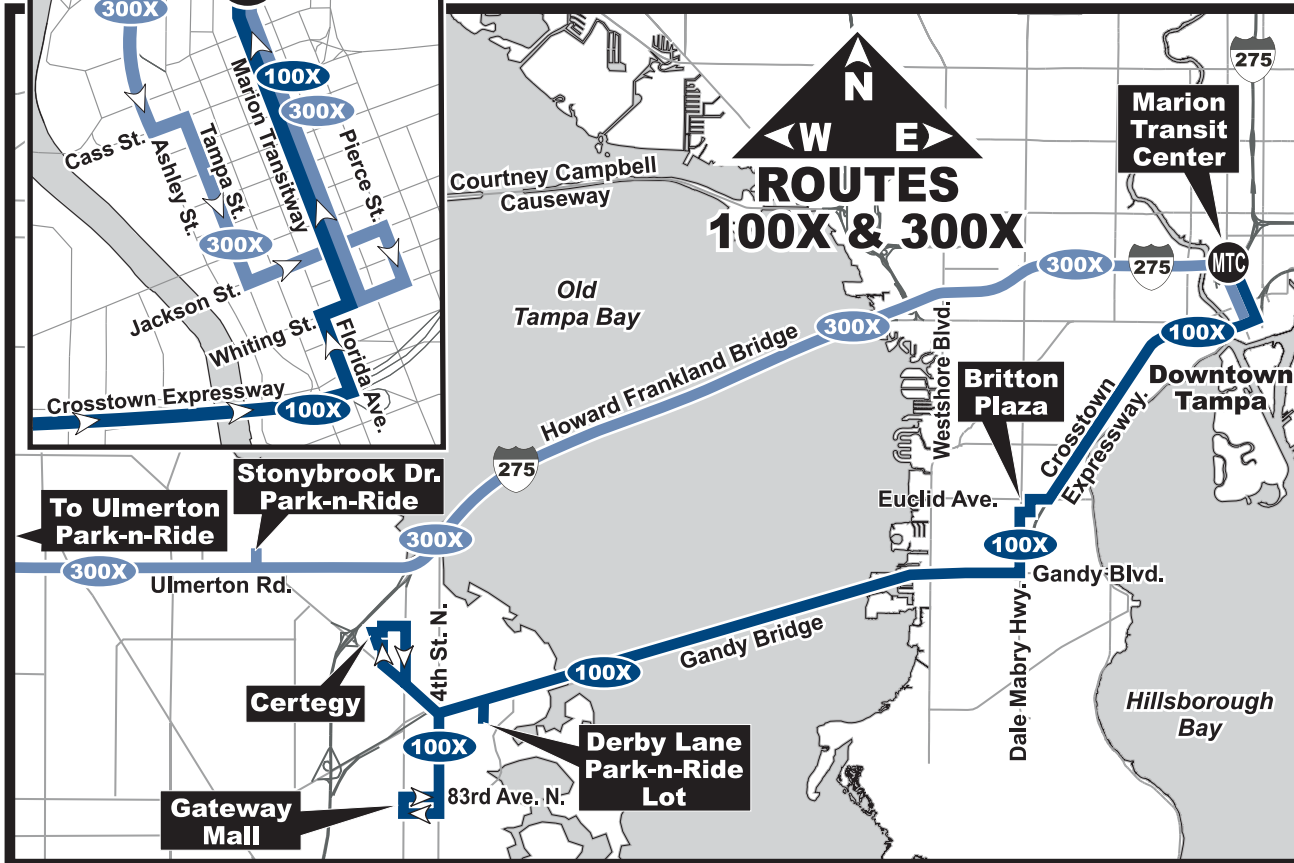 300X
100X
300X
Marion Transitway
Pierce St.
Cass St.
Ashley St.
Tampa St.
300X
Jackson St.
Whiting St.
Florida Ave.
Crosstown Expressway
100X
N
W E
ROUTES
100X & 300X
275
Marion
Transit
Center
Courtney Campbell
Causeway
300X
275
MTC
Old
Tampa Bay
300X
Howard Frankland Bridge
Westshore Blvd.
100X
Britton
Plaza
Downtown
Tampa
Crosstown
Expressway.
275
Stonybrook Dr.
Park-n-Ride
To Ulmerton
Park-n-Ride
Euclid Ave.
300X
100X
300X
Ulmerton Rd.
Gandy Blvd.
4th St. N.
Gandy Bridge
Dale Mabry Hwy.
100X
Certegy
Hillsborough
Bay
100X
Derby Lane
Park-n-Ride
Lot
83rd Ave. N.
Gateway
Mall